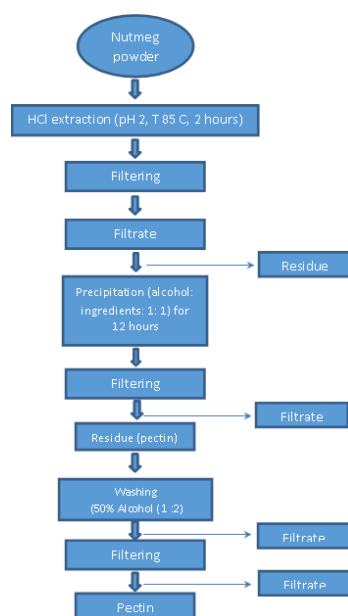 Nutmeg
powder
HCl extraction (pH 2, T 85 C, 2 hours)
Filtering
Filtrate
Residue
Precipitation (alcohol:
ingredients: 1: 1) for
12 hours
Filtering
Filtrate
Residue (pectin)
Washing
(50% Alcohol (1 :2)
Filtrate
Filtering
Filtrate
Pectin